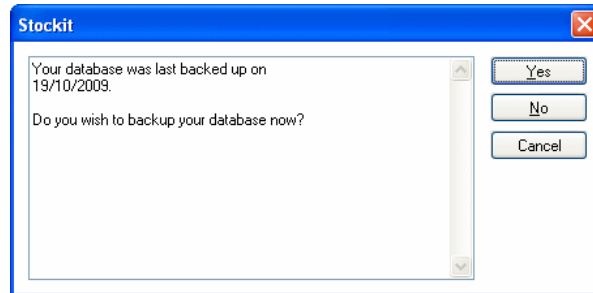 Stockit
Your database was last backed up on
19/10/2009.
Do you wish to backup your database now?
Yes
No
Cancel